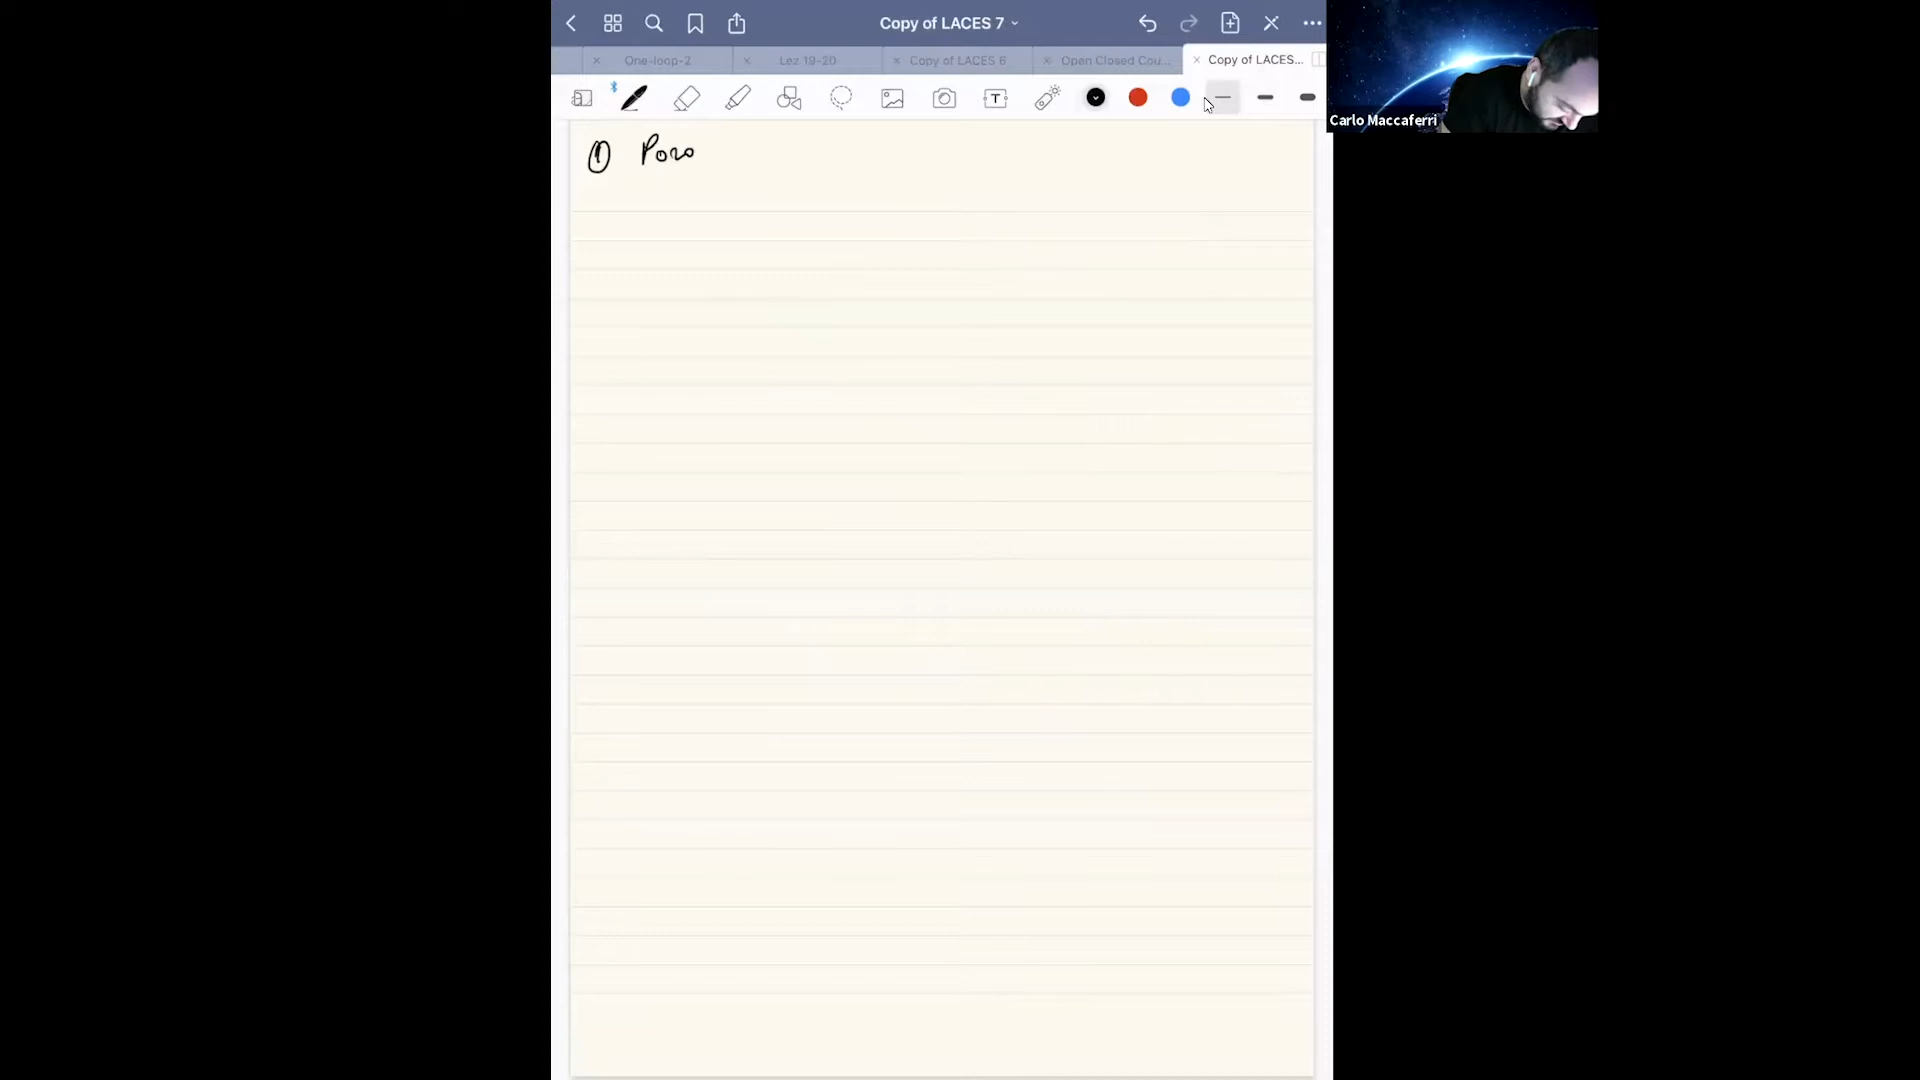 Copy of LACES 7
One-loop-2
Lez 19-20
Copy of LACES 6
Open Closed Cou...
Copy of LACES...
T
Carlo Maccaferri
①